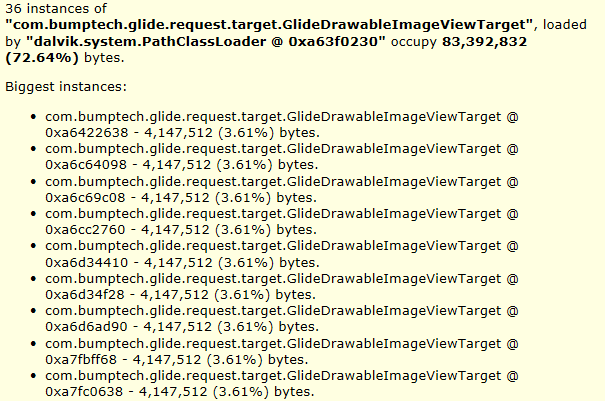 36 instances of
"com.bumptech.glide.request.target.GlideDrawableImageViewTarget", loaded
by "dalvik.system.PathClassLoader @ 0xa63f0230" occupy 83,392,832
(72.64%) bytes.
Biggest instances:
• com.bumptech.glide.request.target.GlideDrawableImageViewTarget @
0xa6422638 - 4,147,512 (3.61%) bytes.
• com.bumptech.glide.request.target.GlideDrawableImageViewTarget @
0xa6c64098 - 4,147,512 (3.61%) bytes.
• com.bumptech.glide.request.target.GlideDrawableImageViewTarget @
0xa6c69c08 - 4,147,512 (3.61%) bytes.
• com.bumptech.glide.request.target.GlideDrawableImageViewTarget @
0xa6cc2760 - 4,147,512 (3.61%) bytes.
• com.bumptech.glide.request.target.GlideDrawableImageViewTarget @
0xa6d34410 - 4,147,512 (3.61%) bytes.
• com.bumptech.glide.request.target.GlideDrawableImageViewTarget @
0xa6d34f28 - 4,147,512 (3.61%) bytes.
• com.bumptech.glide.request.target.GlideDrawableImageViewTarget @
0xa6d6ad90 - 4,147,512 (3.61%) bytes.
• com.bumptech.glide.request.target.GlideDrawableImageViewTarget @
0xa7fbff68 - 4,147,512 (3.61%) bytes.
• com.bumptech.glide.request.target.GlideDrawableImageViewTarget @
0xa7fc0638 - 4,147,512 (3.61%) bytes.